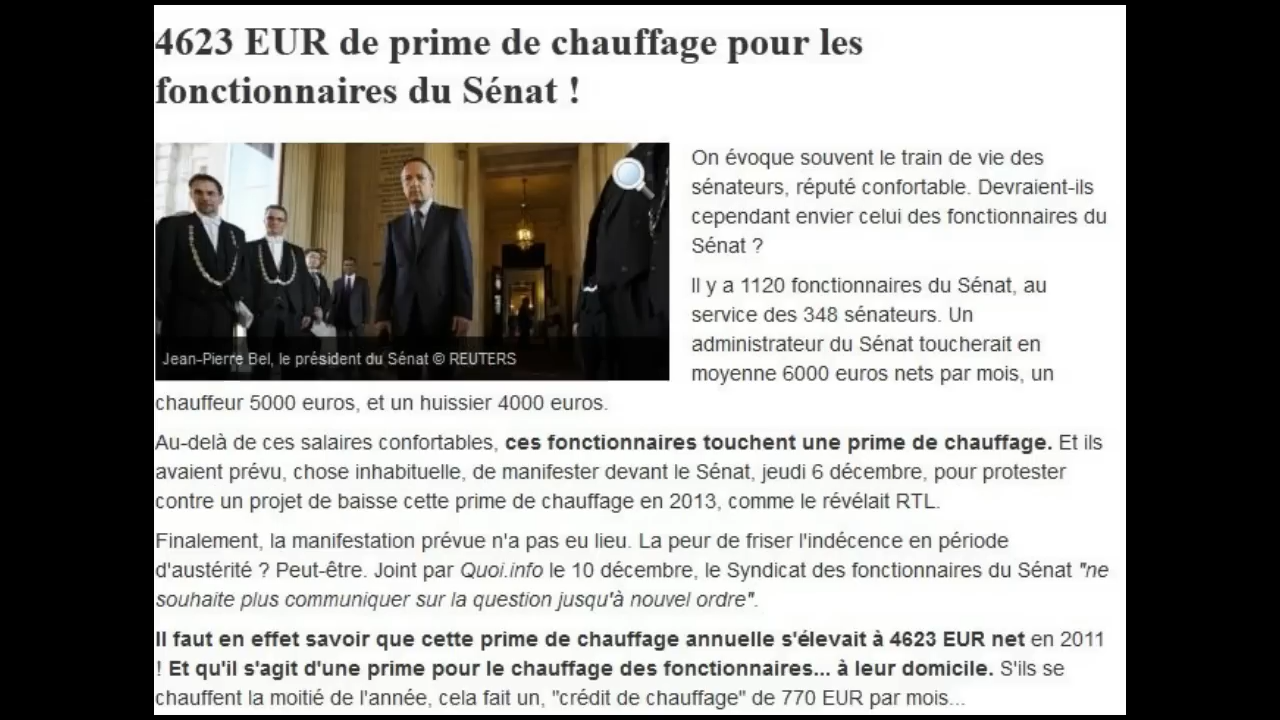 4623 EUR de prime de chauffage pour les
fonctionnaires du Sénat !
Jean-Pierre Bel, le président du Sénat © REUTERS
On évoque souvent le train de vie des
sénateurs, réputé confortable. Devraient-ils
cependant envier celui des fonctionnaires du
Sénat ?
Il y a 1120 fonctionnaires du Sénat, au
service des 348 sénateurs. Un
administrateur du Sénat toucherait en
moyenne 6000 euros nets par mois, un
chauffeur 5000 euros, et un huissier 4000 euros.
Au-delà de ces salaires confortables, ces fonctionnaires touchent une prime de chauffage. Et ils
avaient prévu, chose inhabituelle, de manifester devant le Sénat, jeudi 6 décembre, pour protester
contre un projet de baisse cette prime de chauffage en 2013, comme le révélait RTL.
Finalement, la manifestation prévue n'a pas eu lieu. La peur de friser l'indécence en période
d'austérité ? Peut-être. Joint par Quoi.info le 10 décembre, le Syndicat des fonctionnaires du Sénat "ne
souhaite plus communiquer sur la question jusqu'à nouvel ordre".
Il faut en effet savoir que cette prime de chauffage annuelle s'élevait à 4623 EUR net en 2011
! Et qu'il s'agit d'une prime pour le chauffage des fonctionnaires... à leur domicile. S'ils se
chauffent la moitié de l'année, cela fait un, "crédit de chauffage" de 770 EUR par mois...